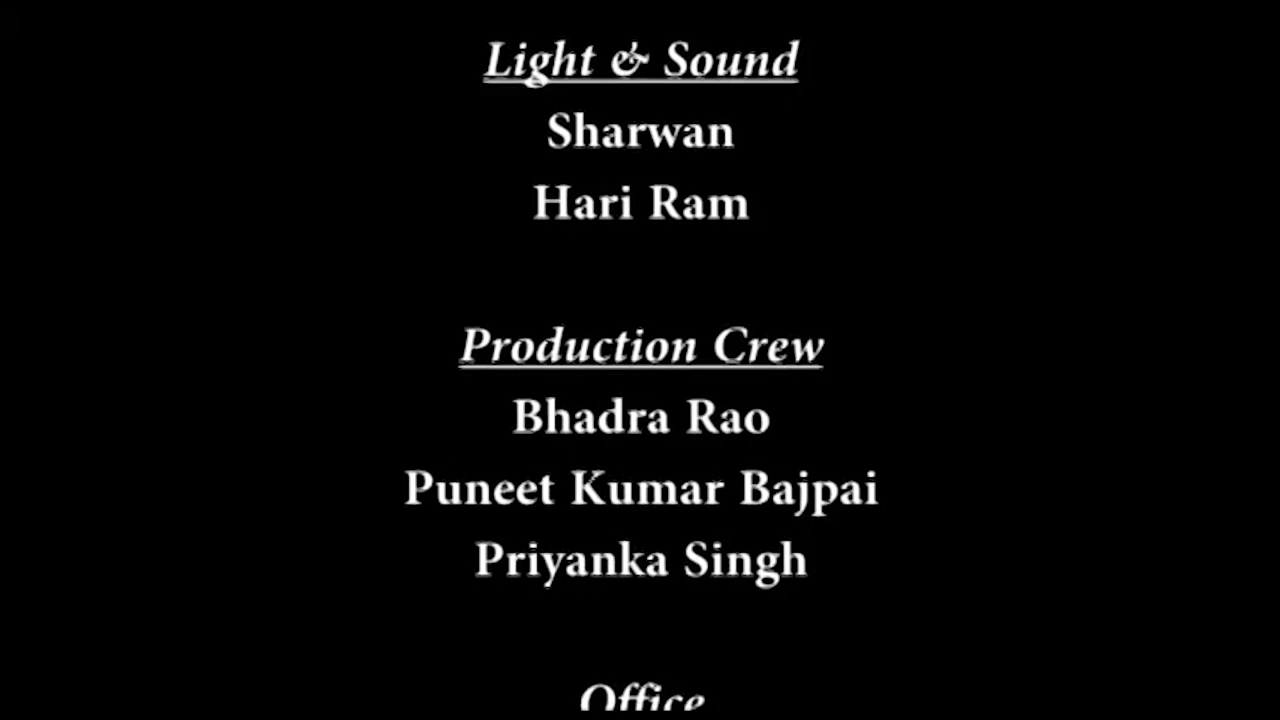 Light & Sound
Sharwan
Hari Ram
Production Crew
Bhadra Rao
Puneet Kumar Bajpai
Priyanka Singh
Office